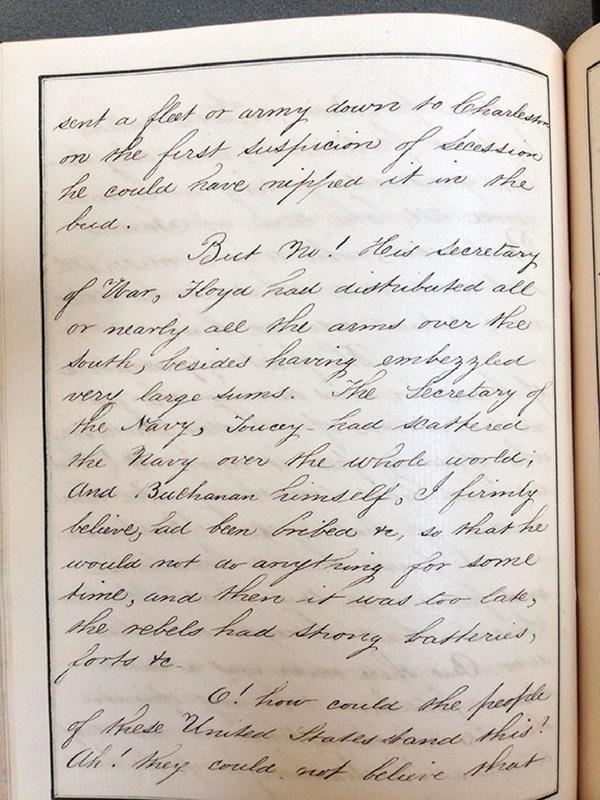 sent a fleet or army down to Charleston
on the first suspicion of secession
he could have nipped it in the
bud.
But No! His secretary
of War, Floyd had distributed all
or nearly all the arms over the
south, besides having embezzled
very large sums. The Secretary of
the Navy, Toucey had scattered
the Navy over the whole world;
And Buchanan himself, I firmly
believe, had been bribed &c, so that he
would not do anything for some
time, and then it was too late,
the rebels had strong batteries,
forts &c
O! how could the people
of these United States stand this!
Ah! they could not believe that